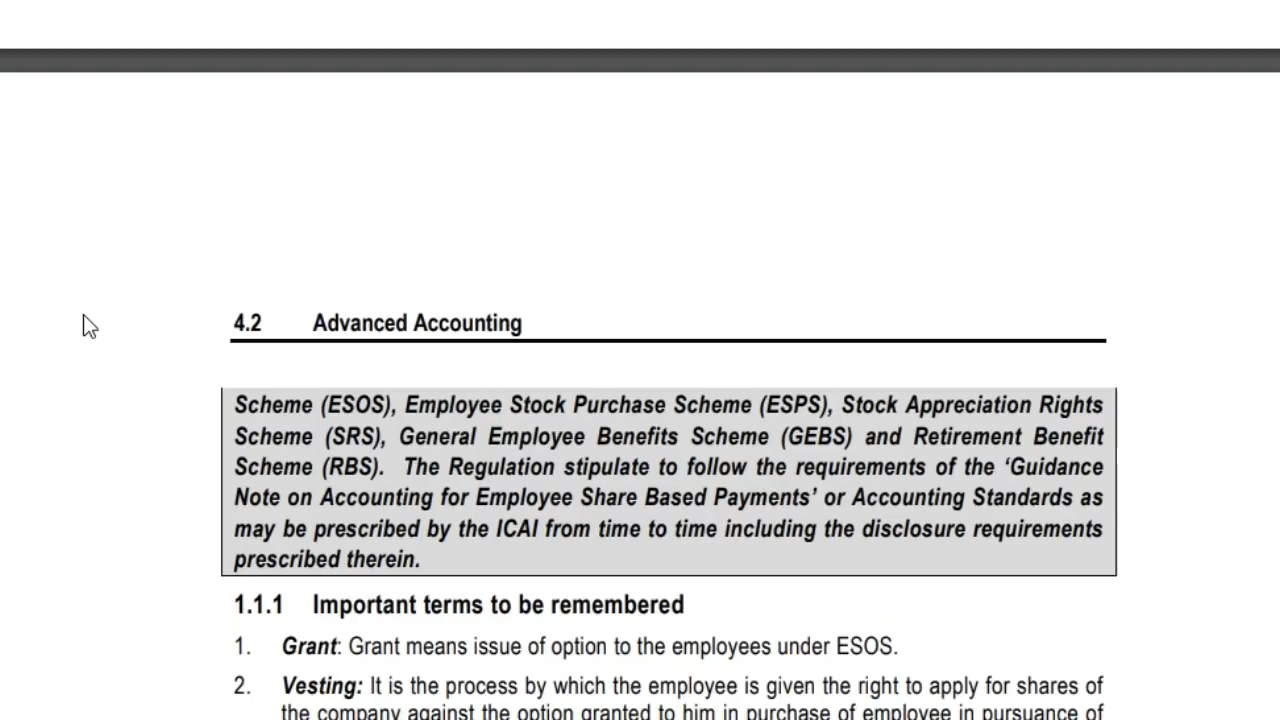 4.2 Advanced Accounting
Scheme (ESOS), Employee Stock Purchase Scheme (ESPS), Stock Appreciation Rights
Scheme (SRS), General Employee Benefits Scheme (GEBS) and Retirement Benefit
Scheme (RBS). The Regulation stipulate to follow the requirements of the ‘Guidance
Note on Accounting for Employee Share Based Payments’ or Accounting Standards as
may be prescribed by the ICAI from time to time including the disclosure requirements
prescribed therein.
1.1.1 Important terms to be remembered
1. Grant: Grant means issue of option to the employees under ESOS.
2. Vesting: It is the process by which the employee is given the right to apply for shares of
the company against the option granted to him in purchase of employee in pursuance of